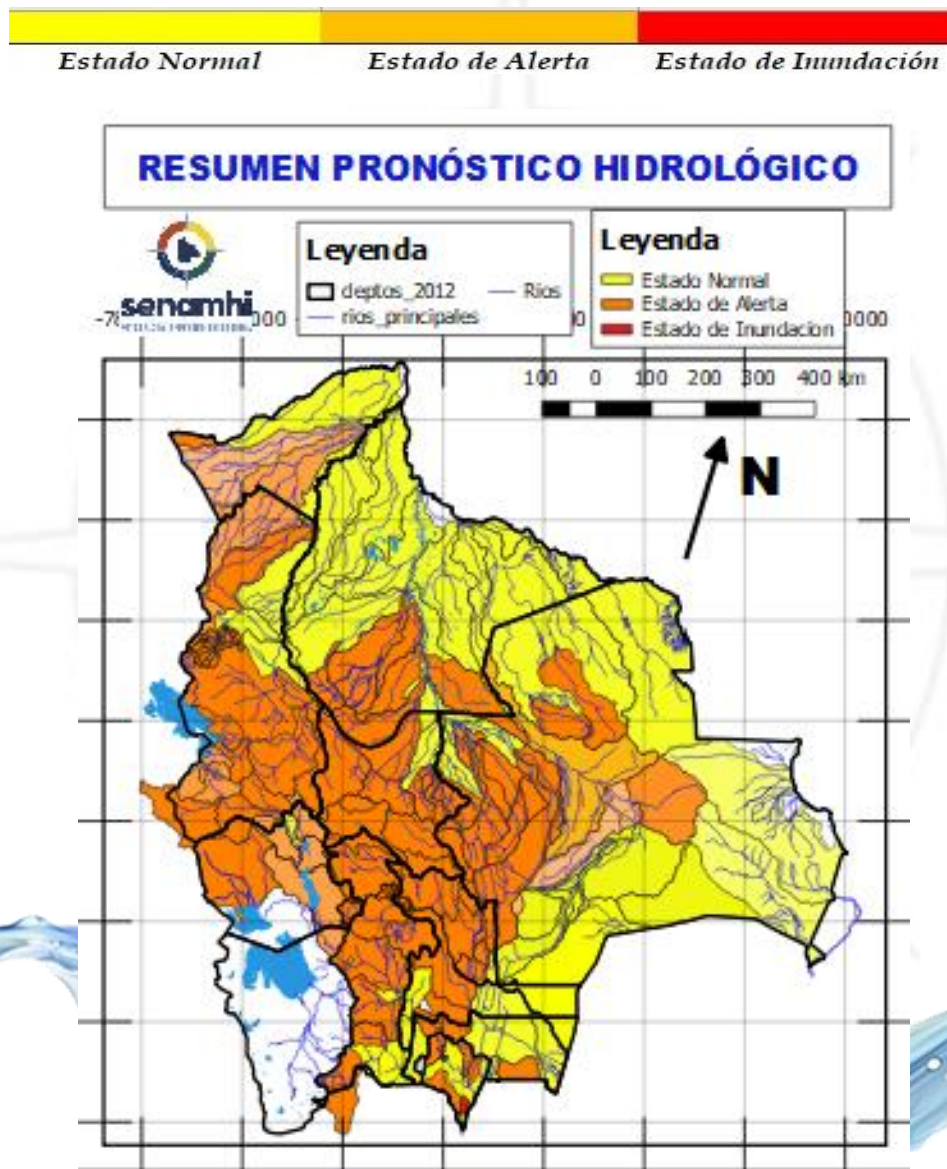 Estado Normal
Estado de Alerta
Estado de Inundación
RESUMEN PRONÓSTICO HIDROLÓGICO
senamhi
Leyenda
deptos_2012
Rios
rios_principales
Leyenda
Estado Normal
Estado de Alerta
Estado de Inundacion
100 0 100 200 300 400 km
N